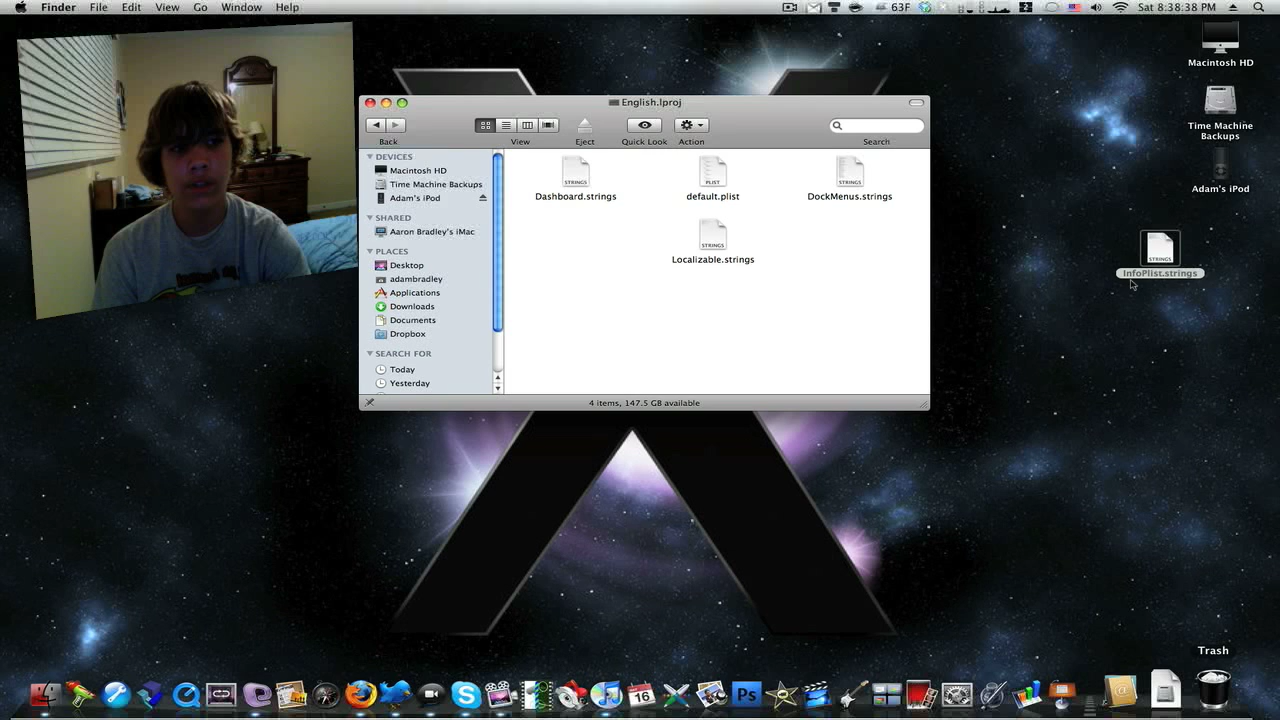 Finder File Edit View Go Window Help 63F 2 Sat 8:38:38 PM
Macintosh HD
Time Machine
Backups
Adam's iPod
InfoPlist.strings
STRINGS
English.lproj
Back View Eject Quick Look Action Search
DEVICES
Macintosh HD
Time Machine Backups
Adam's iPod
SHARED
Aaron Bradley's iMac
PLACES
Desktop
adambradley
Applications
Downloads
Documents
Dropbox
SEARCH FOR
Today
Yesterday
STRINGS PLIST STRINGS
Dashboard.strings default.plist DockMenus.strings
STRINGS
Localizable.strings
4 items, 147.5 GB available
Trash
16
Ps